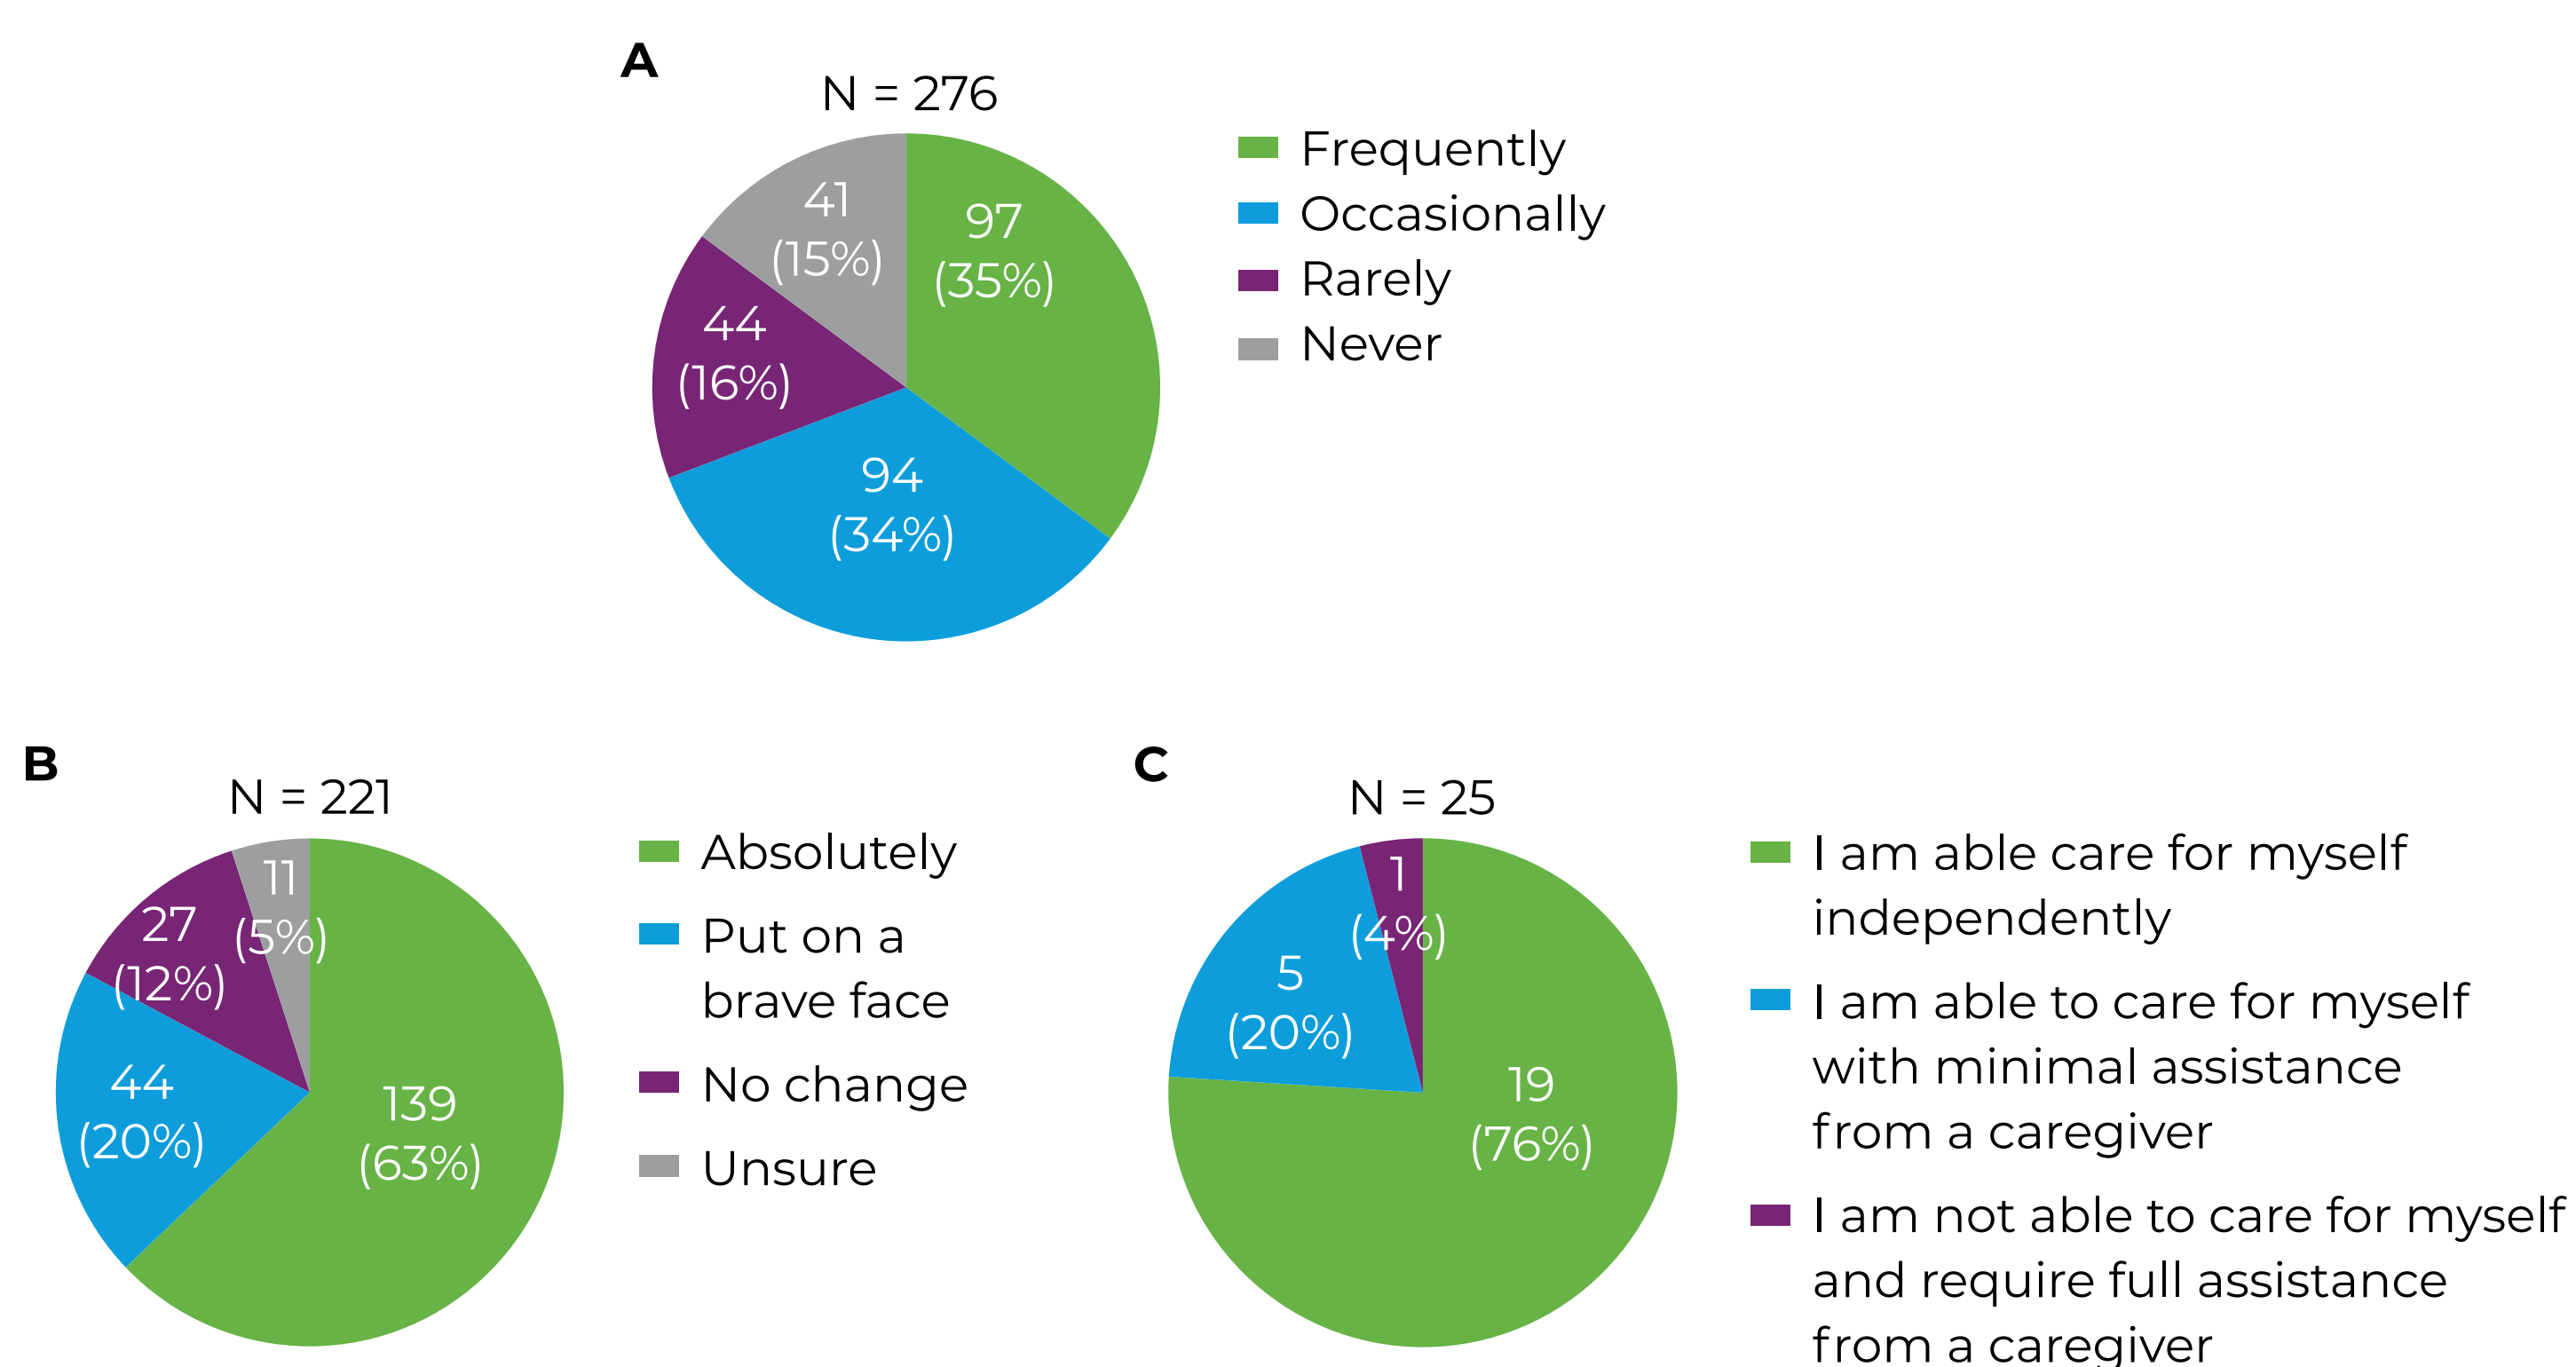 A
N = 276
41
(15%)
97
(35%)
44
(16%)
94
(34%)
Frequently
Occasionally
Rarely
Never
B
N = 221
11
(5%)
27
(12%)
44
(20%)
139
(63%)
Absolutely
Put on a
brave face
No change
Unsure
C
N = 25
1
(4%)
5
(20%)
19
(76%)
I am able care for myself
independently
I am able to care for myself
with minimal assistance
from a caregiver
I am not able to care for myself
and require full assistance
from a caregiver